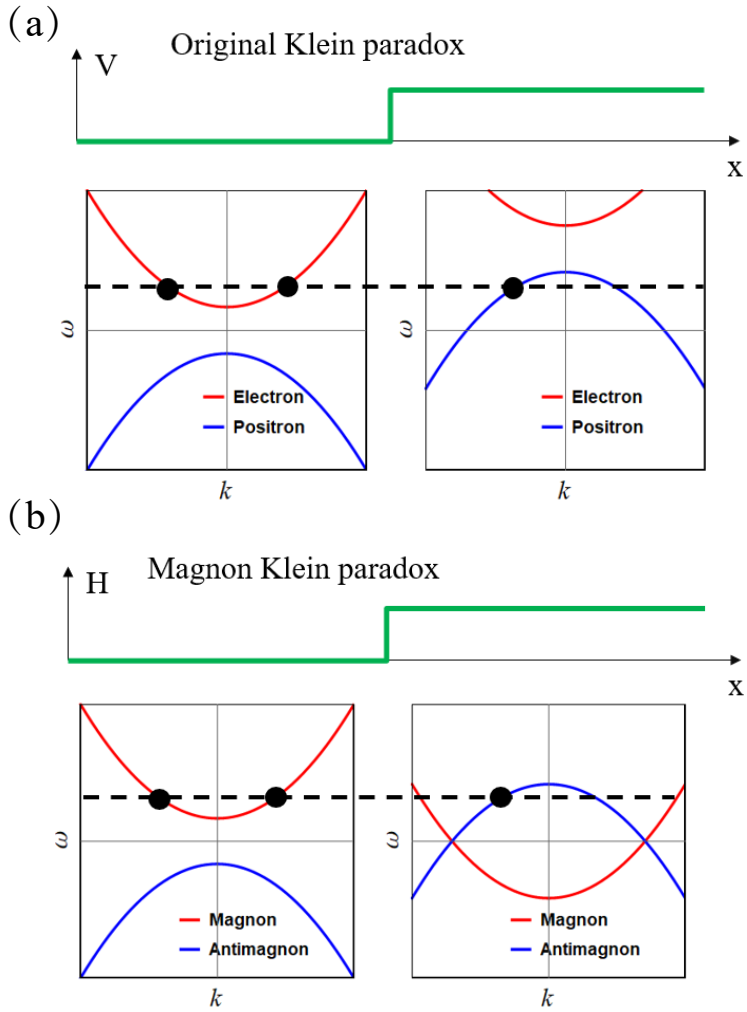 (a)
Original Klein paradox
V
x
ω
ω
Electron
Positron
Electron
Positron
k
k
(b)
Magnon Klein paradox
H
x
ω
ω
Magnon
Antimagnon
Magnon
Antimagnon
k
k